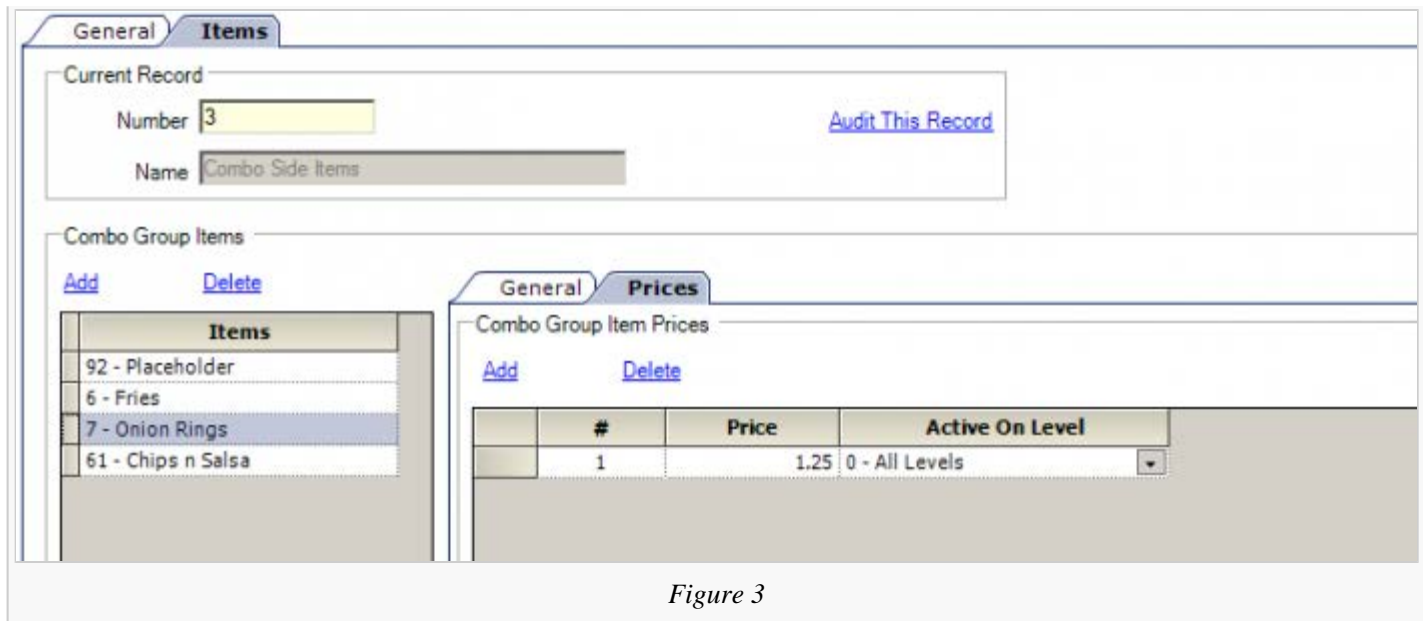 General Items
Current Record
Number 3 Audit This Record
Name Combo Side Items
Combo Group Items
Add Delete
General Prices
Items
Combo Group Item Prices
92 - Placeholder
Add Delete
6 - Fries
7 - Onion Rings
# Price Active On Level
61 - Chips n Salsa
1 1.25 0 - All Levels
Figure 3